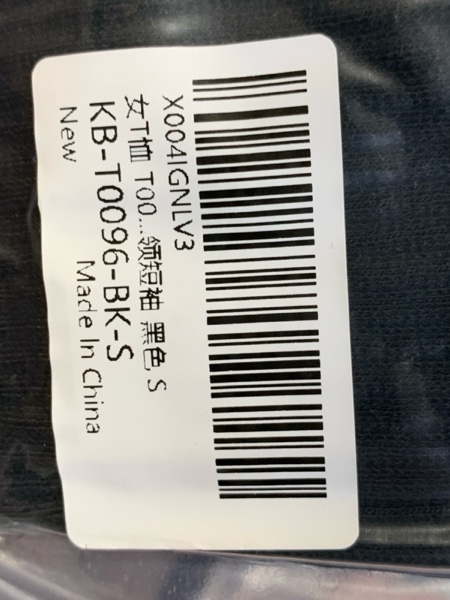 X004IGNLV3
女T恤 T00...领短袖 黑色 S
KB-T0096-BK-S
New
Made In China